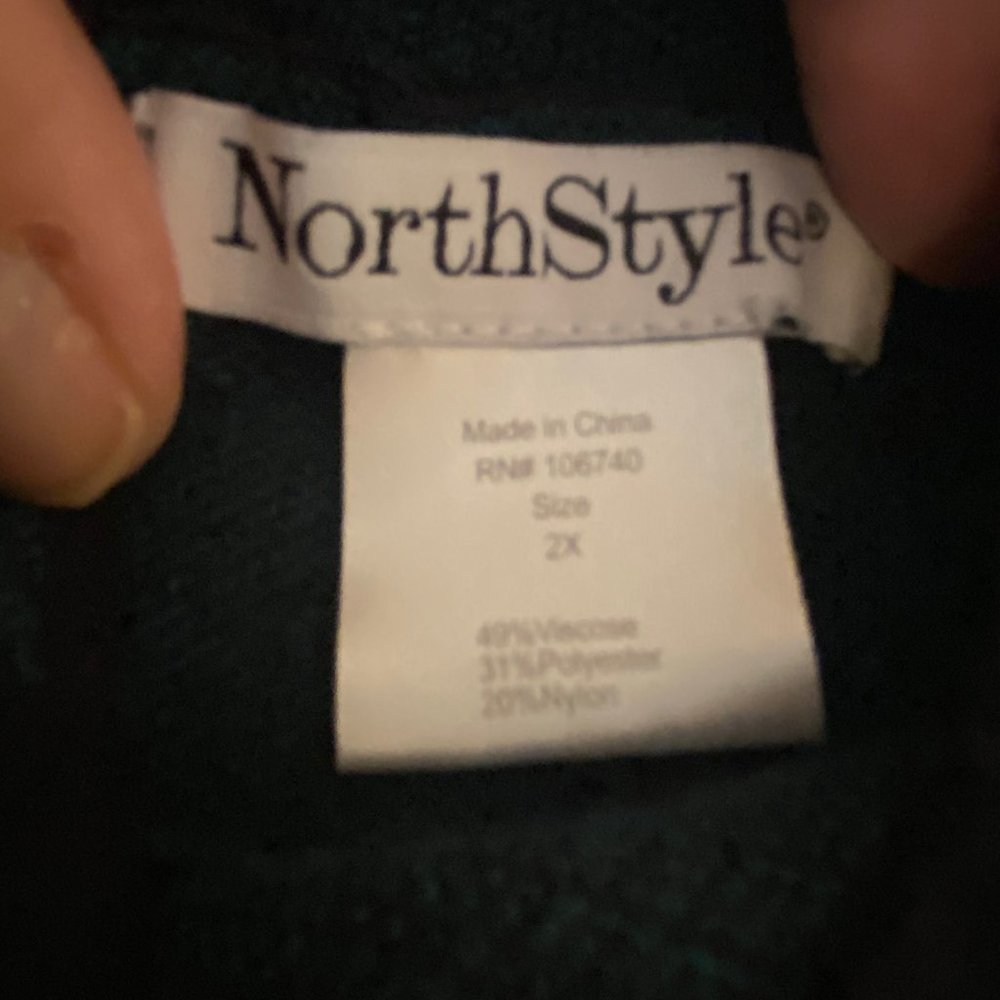 NorthStyle®
Made in China
RN# 106740
Size
2X
49%Viscose
31%Polyester
20%Nylon